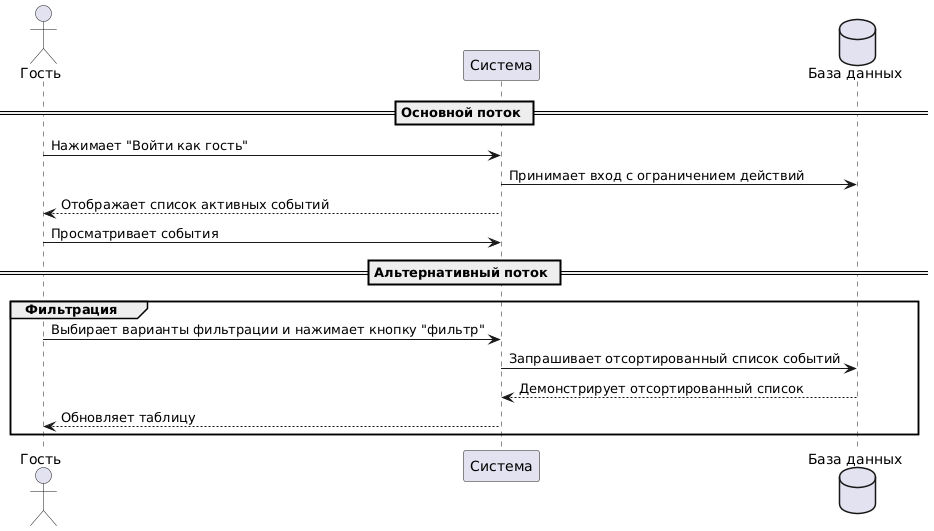 Гость
Система
База данных
Основной поток
Нажимает "Войти как гость"
Принимает вход с ограничением действий
Отображает список активных событий
Просматривает события
Альтернативный поток
Фильтрация
Выбирает варианты фильтрации и нажимает кнопку "фильтр"
Запрашивает отсортированный список событий
Демонстрирует отсортированный список
Обновляет таблицу
Гость
Система
База данных